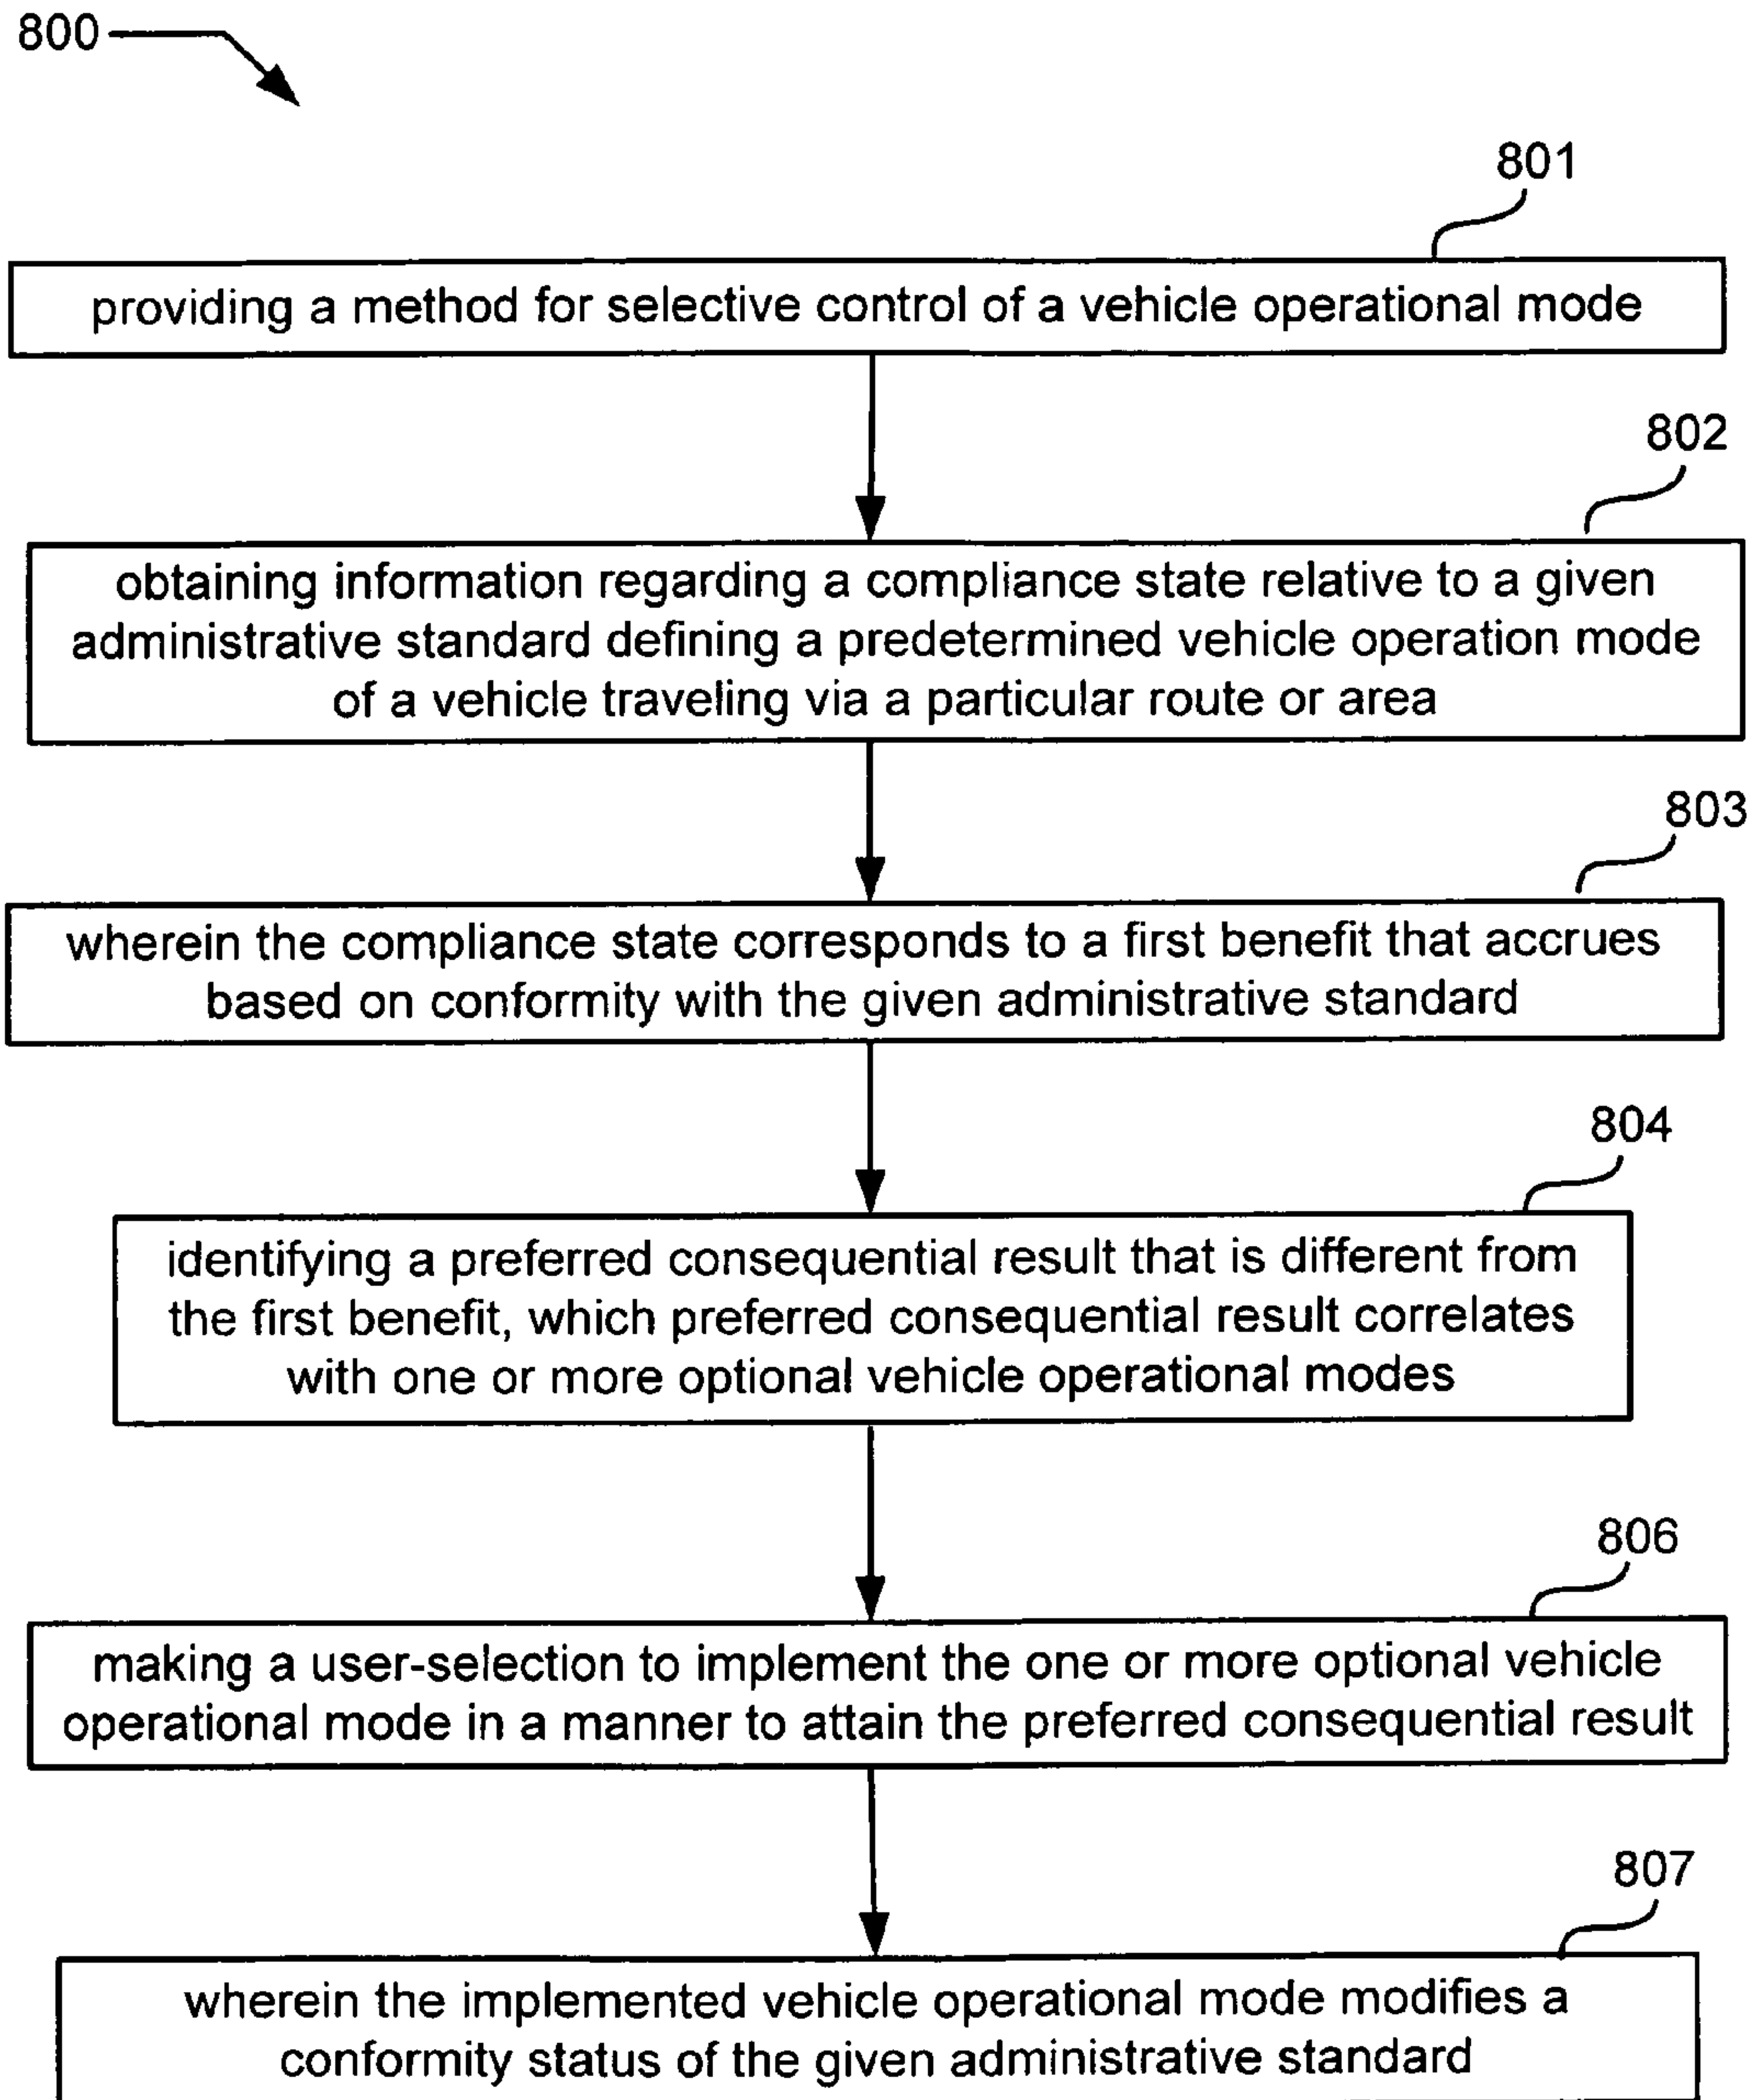 800
801
providing a method for selective control of a vehicle operational mode
802
obtaining information regarding a compliance state relative to a given
administrative standard defining a predetermined vehicle operation mode
of a vehicle traveling via a particular route or area
803
wherein the compliance state corresponds to a first benefit that accrues
based on conformity with the given administrative standard
804
identifying a preferred consequential result that is different from
the first benefit, which preferred consequential result correlates
with one or more optional vehicle operational modes
806
making a user-selection to implement the one or more optional vehicle
operational mode in a manner to attain the preferred consequential result
807
wherein the implemented vehicle operational mode modifies a
conformity status of the given administrative standard